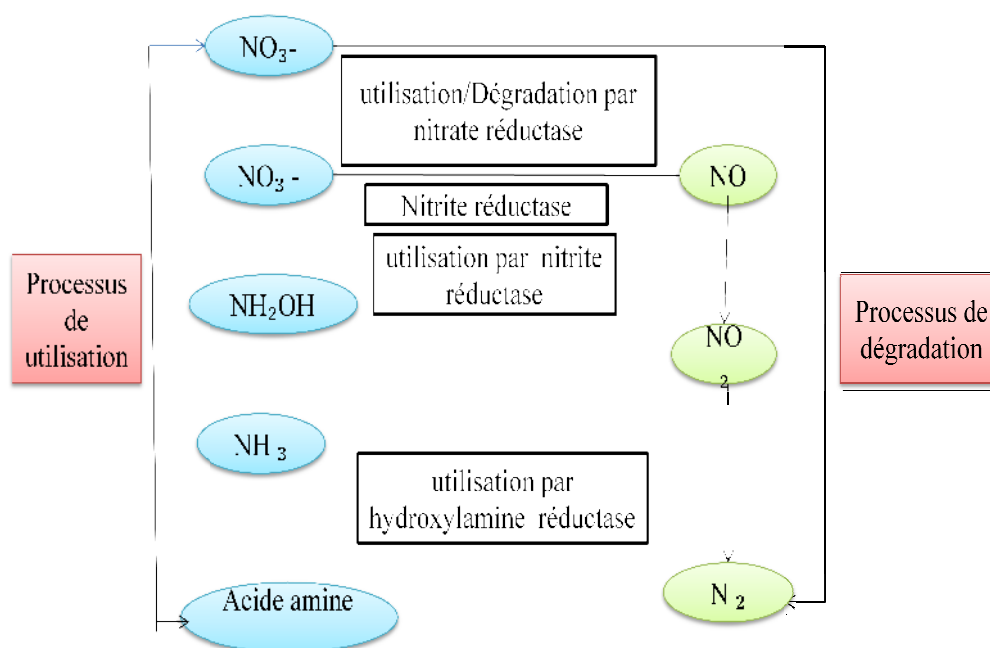 NO₃-
utilisation/Dégradation par
nitrate réductase
NO₃ -
NO
Nitrite réductase
utilisation par nitrite
réductase
Processus
de
utilisation
NH₂OH
Processus de
dégradation
NO
₂
NH ₃
utilisation par
hydroxylamine réductase
Acide amine
N ₂